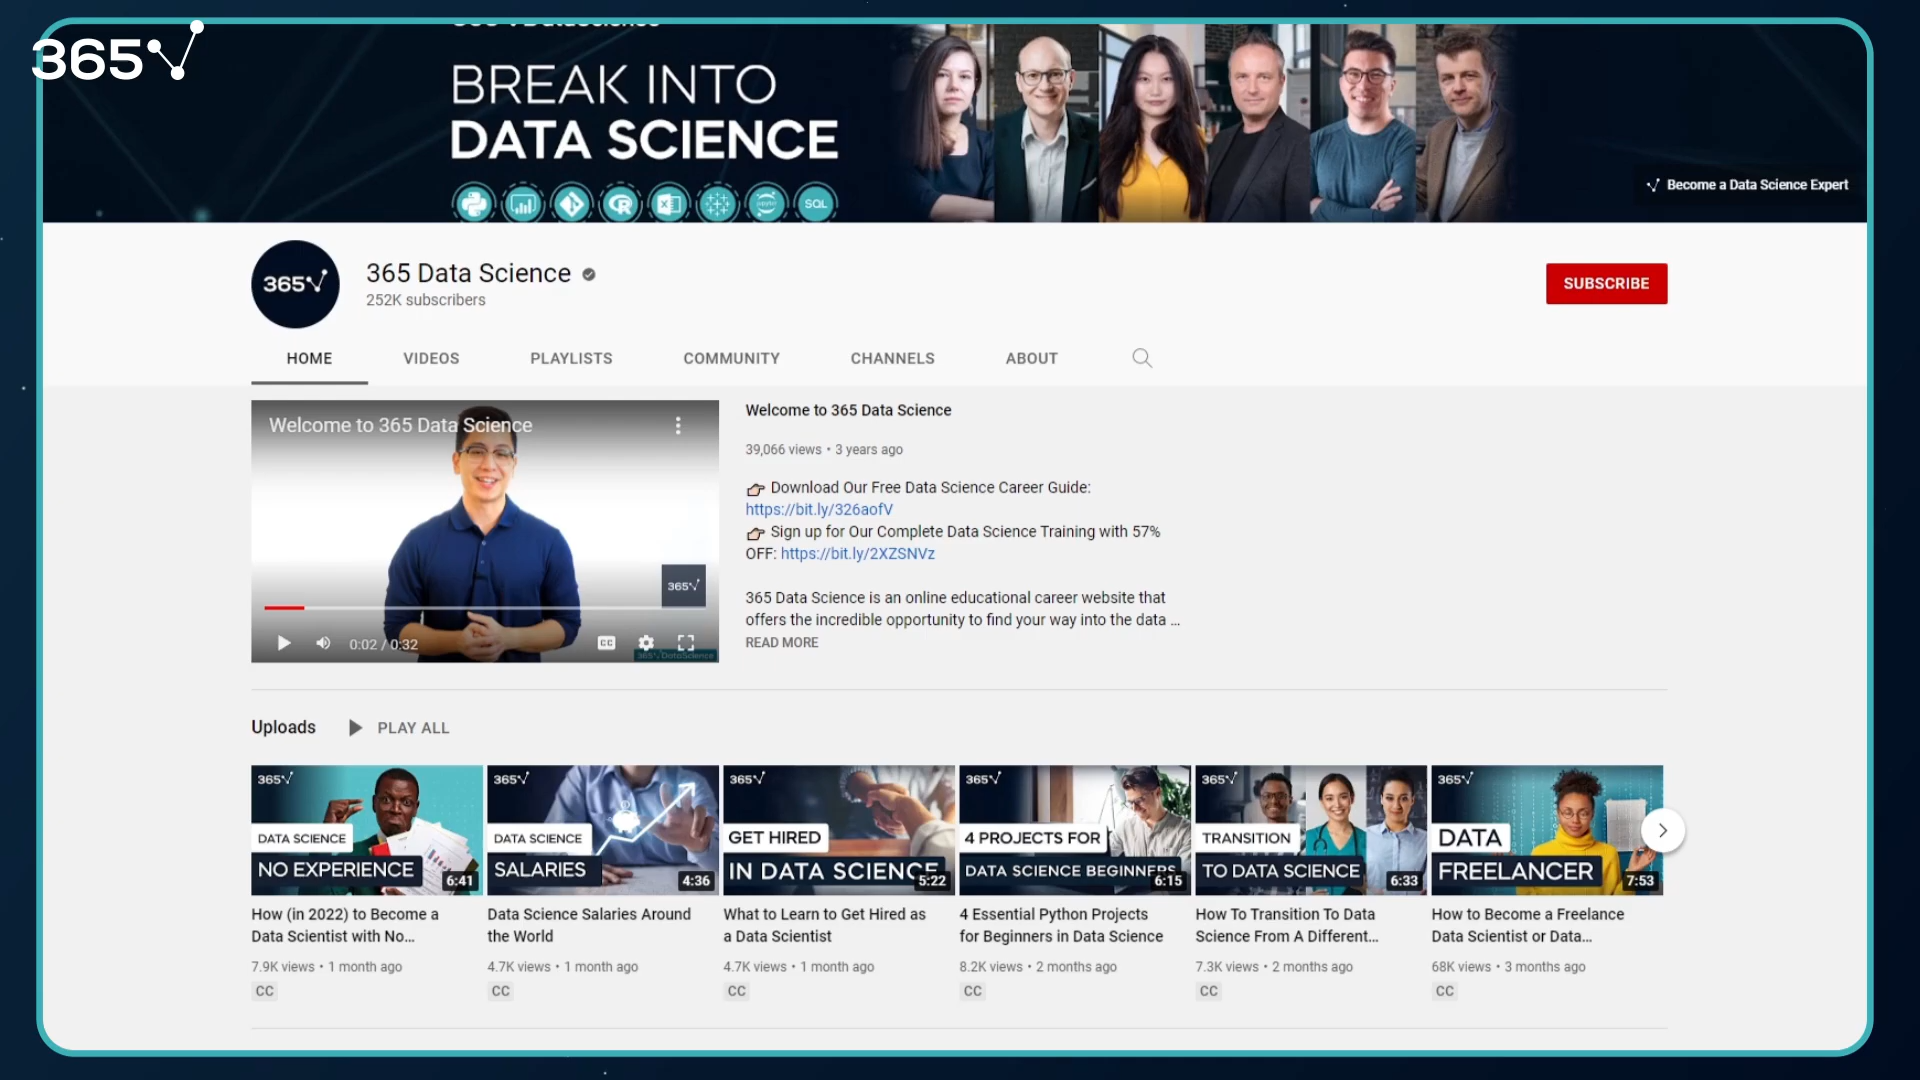 365
BREAK INTO
DATA SCIENCE
SQL
Become a Data Science Expert
365
365 Data Science
252K subscribers
SUBSCRIBE
HOME
VIDEOS
PLAYLISTS
COMMUNITY
CHANNELS
ABOUT
Welcome to 365 Data Science
365
0:02 / 0:32
CC
365 DataScience
Welcome to 365 Data Science
39,066 views • 3 years ago
Download Our Free Data Science Career Guide:
https://bit.ly/326aofV
Sign up for Our Complete Data Science Training with 57%
OFF: https://bit.ly/2XZSNVz
365 Data Science is an online educational career website that
offers the incredible opportunity to find your way into the data ...
READ MORE
Uploads
PLAY ALL
365
DATA SCIENCE
NO EXPERIENCE
6:41
How (in 2022) to Become a
Data Scientist with No...
7.9K views • 1 month ago
CC
365
DATA SCIENCE
SALARIES
4:36
Data Science Salaries Around
the World
4.7K views • 1 month ago
CC
365
GET HIRED
IN DATA SCIENCE
5:22
What to Learn to Get Hired as
a Data Scientist
4.7K views • 1 month ago
CC
365
4 PROJECTS FOR
DATA SCIENCE BEGINNERS
6:15
4 Essential Python Projects
for Beginners in Data Science
8.2K views • 2 months ago
CC
365
TRANSITION
TO DATA SCIENCE
6:33
How To Transition To Data
Science From A Different...
7.3K views • 2 months ago
CC
365
DATA
FREELANCER
7:53
How to Become a Freelance
Data Scientist or Data...
68K views • 3 months ago
CC